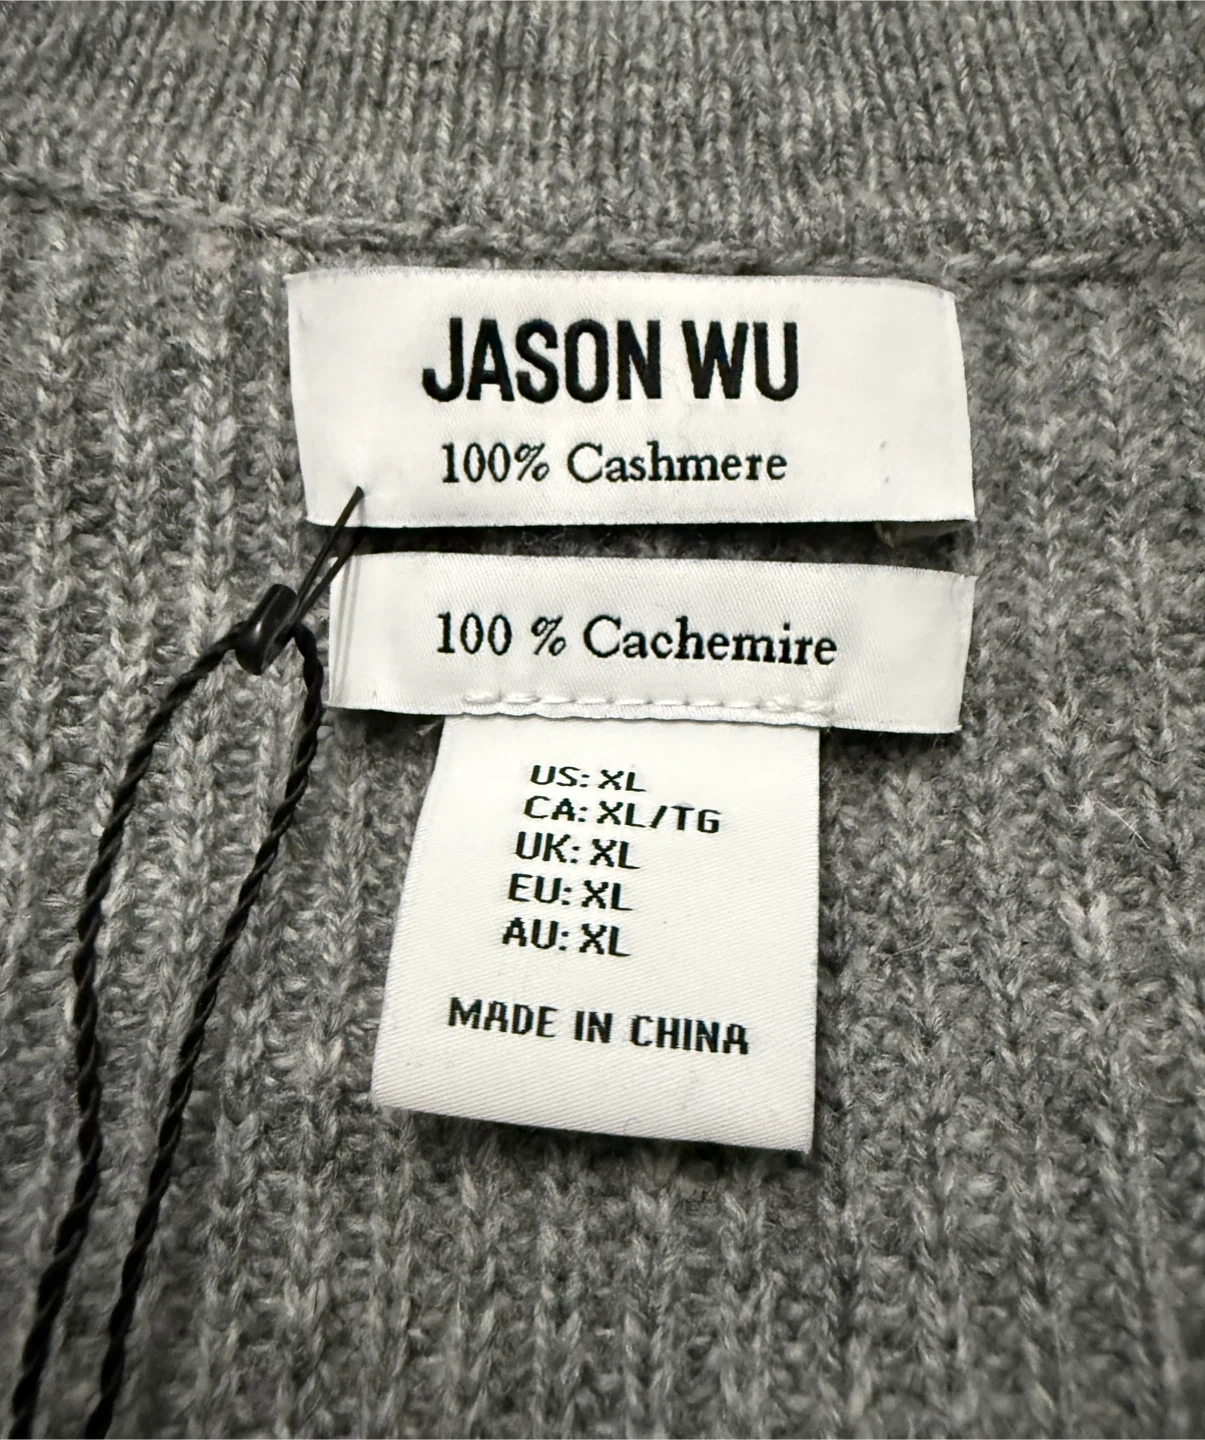 JASON WU
100% Cashmere
100 % Cachemire
US: XL
CA: XL/TG
UK: XL
EU: XL
AU: XL
MADE IN CHINA